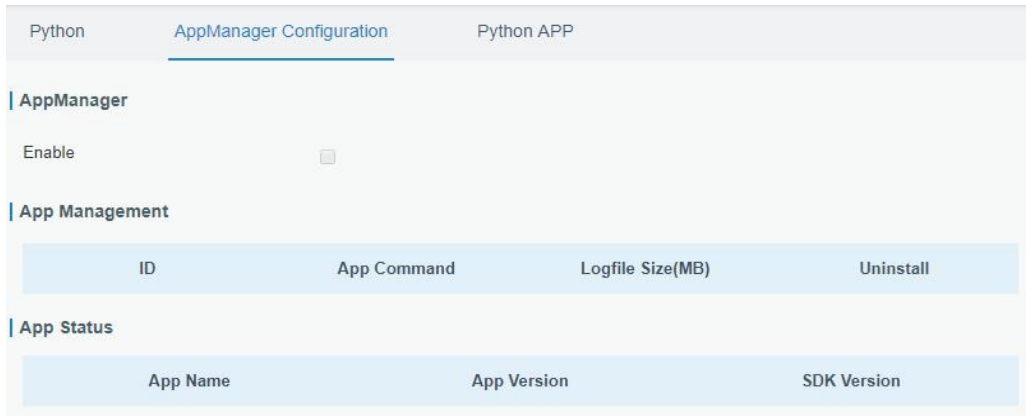 Python AppManager Configuration Python APP
AppManager
Enable
App Management
ID App Command Logfile Size(MB) Uninstall
App Status
App Name App Version SDK Version